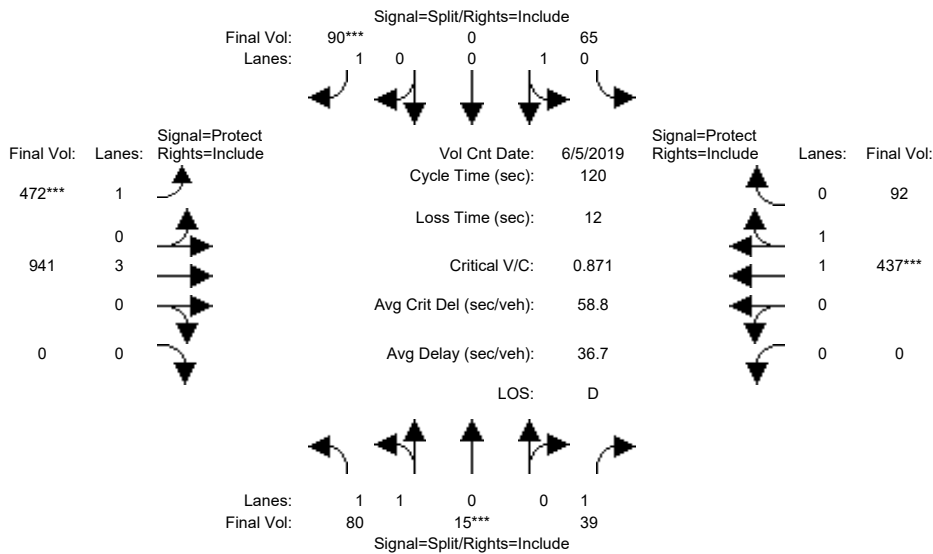 Signal=Split/Rights=Include
Final Vol: 90*** 0 65
Lanes: 1 0 0 1 0
Signal=Protect
Final Vol: Lanes: Rights=Include
Vol Cnt Date: 6/5/2019
Signal=Protect
Rights=Include Lanes: Final Vol:
Cycle Time (sec): 120
472*** 1
0 92
Loss Time (sec): 12
0
1
941 3
Critical V/C: 0.871
1 437***
0
Avg Crit Del (sec/veh): 58.8
0
0 0
Avg Delay (sec/veh): 36.7
0 0
LOS: D
Lanes: 1 1 0 0 1
Final Vol: 80 15*** 39
Signal=Split/Rights=Include